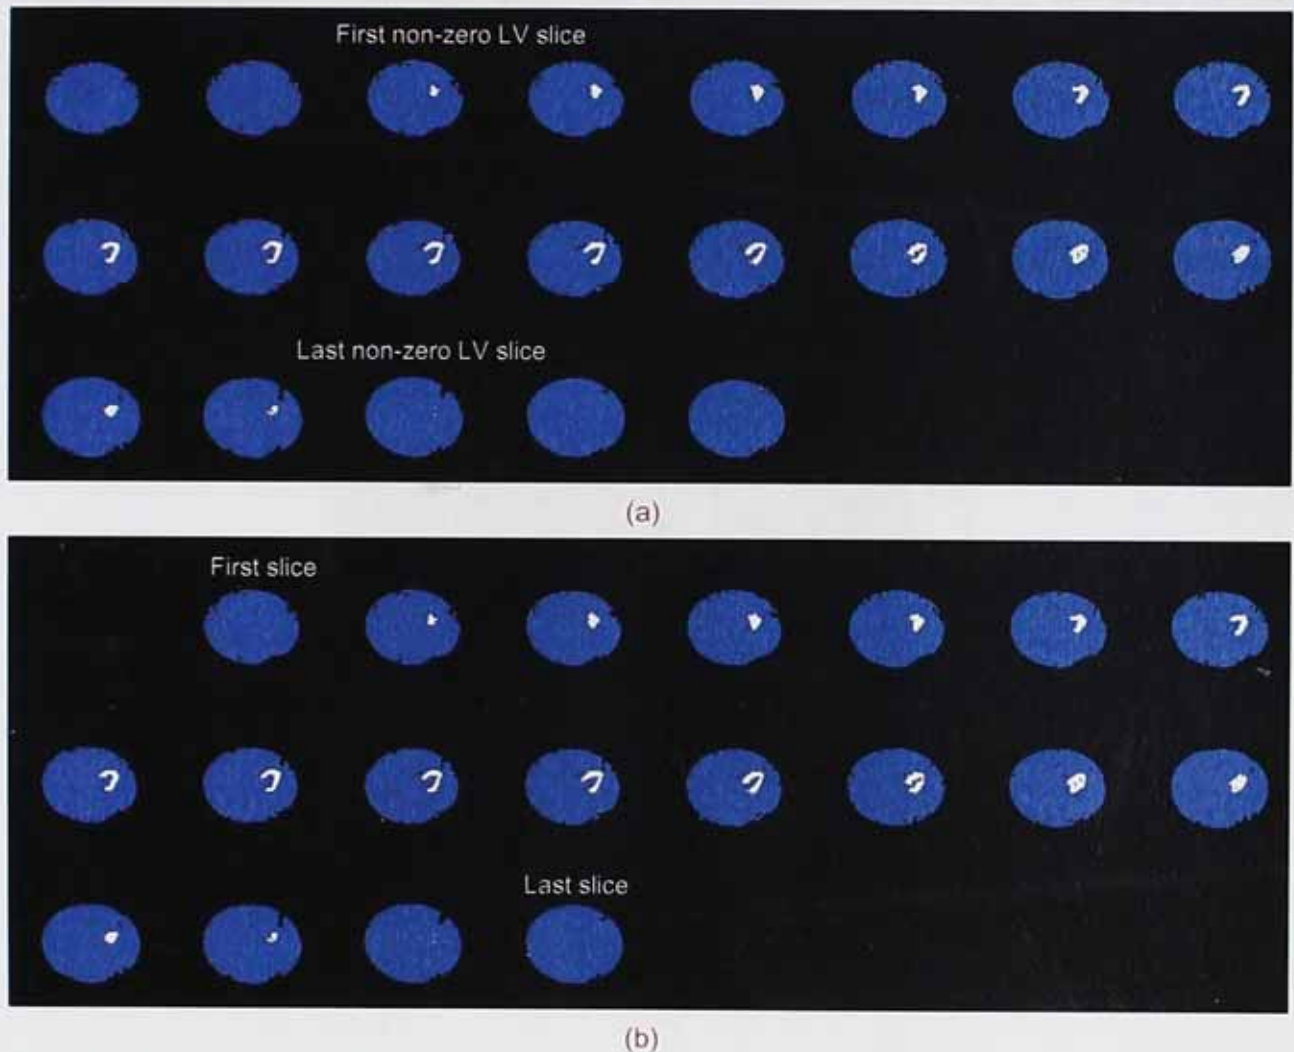 First non-zero LV slice
Last non-zero LV slice
(a)
First slice
Last slice
(b)